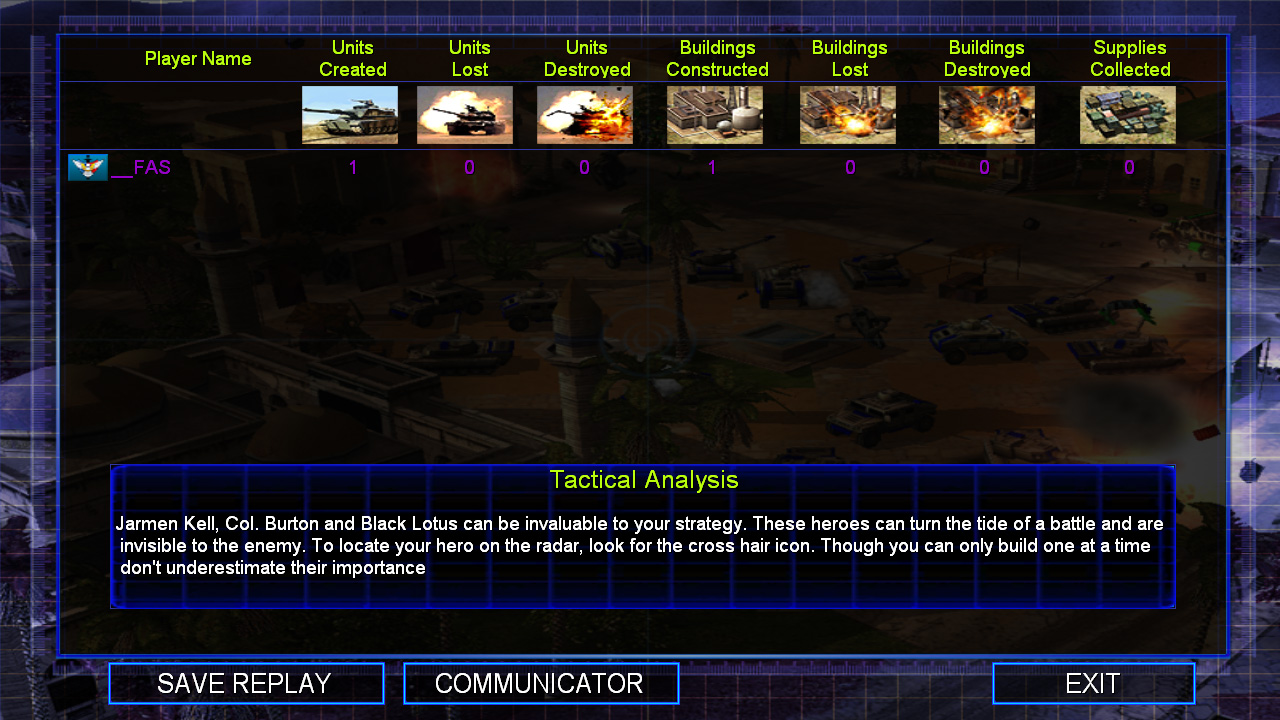 Player Name
Units Created
Units Lost
Units Destroyed
Buildings Constructed
Buildings Lost
Buildings Destroyed
Supplies Collected
__FAS 1 0 0 1 0 0 0
Tactical Analysis
Jarmen Kell, Col. Burton and Black Lotus can be invaluable to your strategy. These heroes can turn the tide of a battle and are
invisible to the enemy. To locate your hero on the radar, look for the cross hair icon. Though you can only build one at a time
don't underestimate their importance
SAVE REPLAY
COMMUNICATOR
EXIT